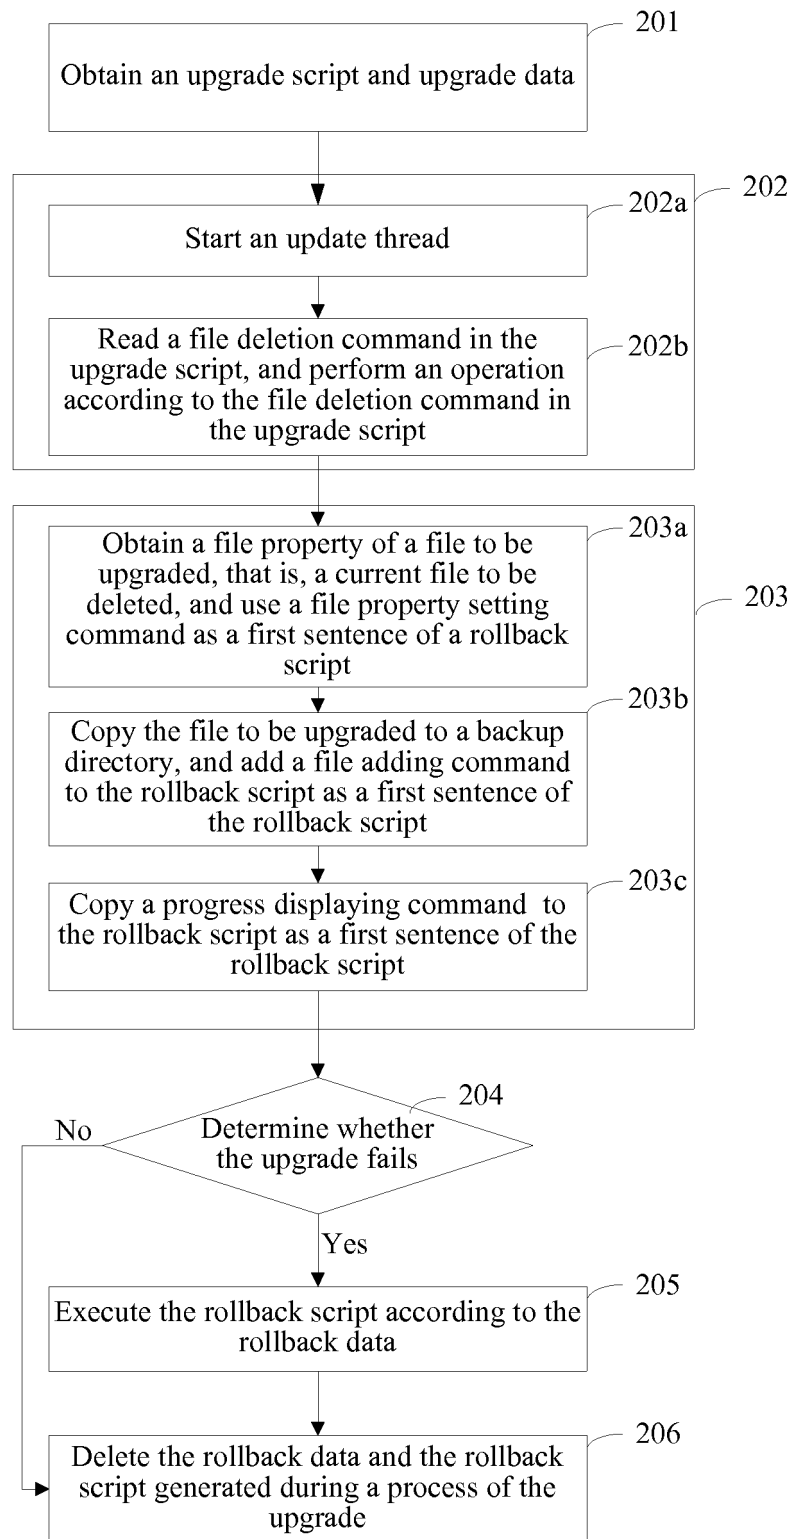 201
Obtain an upgrade script and upgrade data
202
202a
Start an update thread
202b
Read a file deletion command in the
upgrade script, and perform an operation
according to the file deletion command in
the upgrade script
203a
Obtain a file property of a file to be
upgraded, that is, a current file to be
deleted, and use a file property setting
command as a first sentence of a rollback
script
203
203b
Copy the file to be upgraded to a backup
directory, and add a file adding command
to the rollback script as a first sentence of
the rollback script
203c
Copy a progress displaying command to
the rollback script as a first sentence of the
rollback script
204
No
Determine whether
the upgrade fails
Yes
205
Execute the rollback script according to the
rollback data
206
Delete the rollback data and the rollback
script generated during a process of the
upgrade